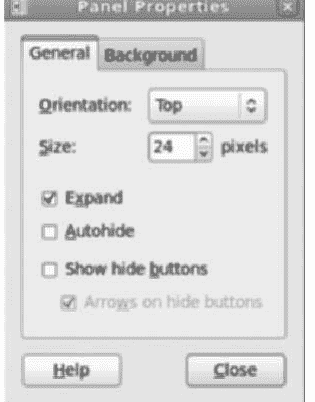 Panel Properties
General Background
Orientation: Top
Size: 24 pixels
Expand
Autohide
Show hide buttons
Arrows on hide buttons
Help Close